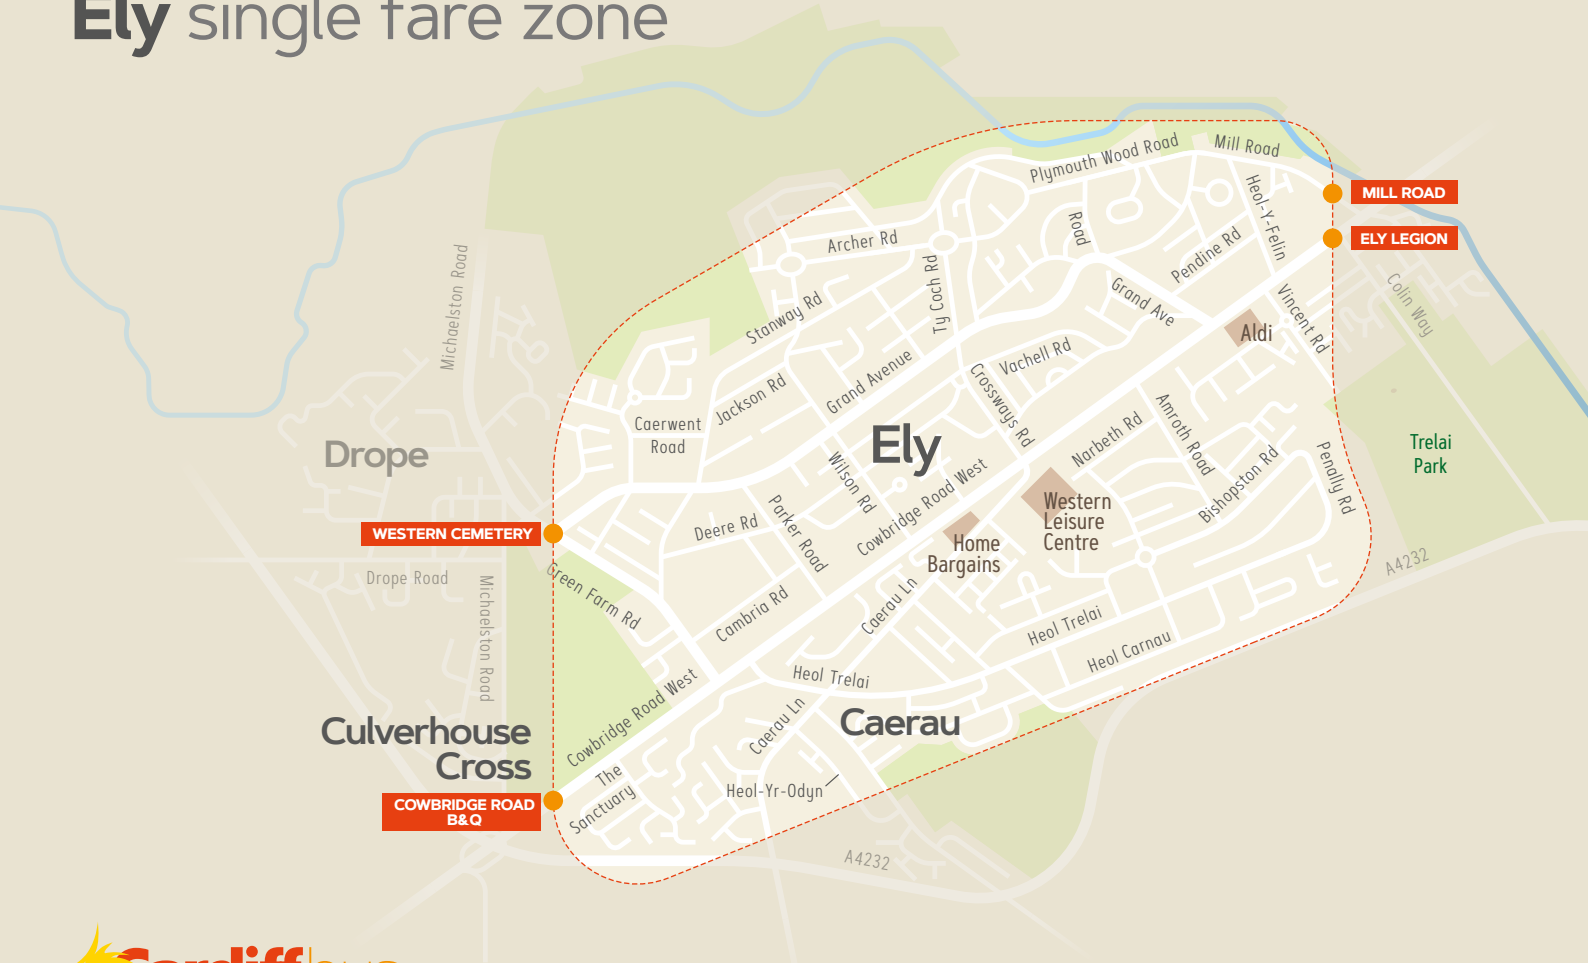 Ely single fare zone
Plymouth Wood Road
Mill Road
MILL ROAD
ELY LEGION
Heol-Y-Felin
Road
Pendine Rd
Archer Rd
Ty Coch Rd
Grand Ave
Vincent Rd
Colin Way
Michaelston Road
Stanway Rd
Aldi
Vachell Rd
Grand Avenue
Jackson Rd
Crossways Rd
Caerwent
Road
Drope
Ely
Narbeth Rd
Amroth Road
Bishopston Rd
Penally Rd
Trelai
Park
Wilson Rd
Cowbridge Road West
Western
Leisure
Centre
WESTERN CEMETERY
Deere Rd
Parker Road
Home
Bargains
A4232
Drope Road
Michaelston Road
Green Farm Rd
Cambria Rd
Caerau Ln
Heol Trelai
Heol Carnau
Heol Trelai
Cowbridge Road West
Caerau Ln
Caerau
Culverhouse
Cross
The
Sanctuary
Heol-Yr-Odyn
COWBRIDGE ROAD
B&Q
A4232
Cardiff bus